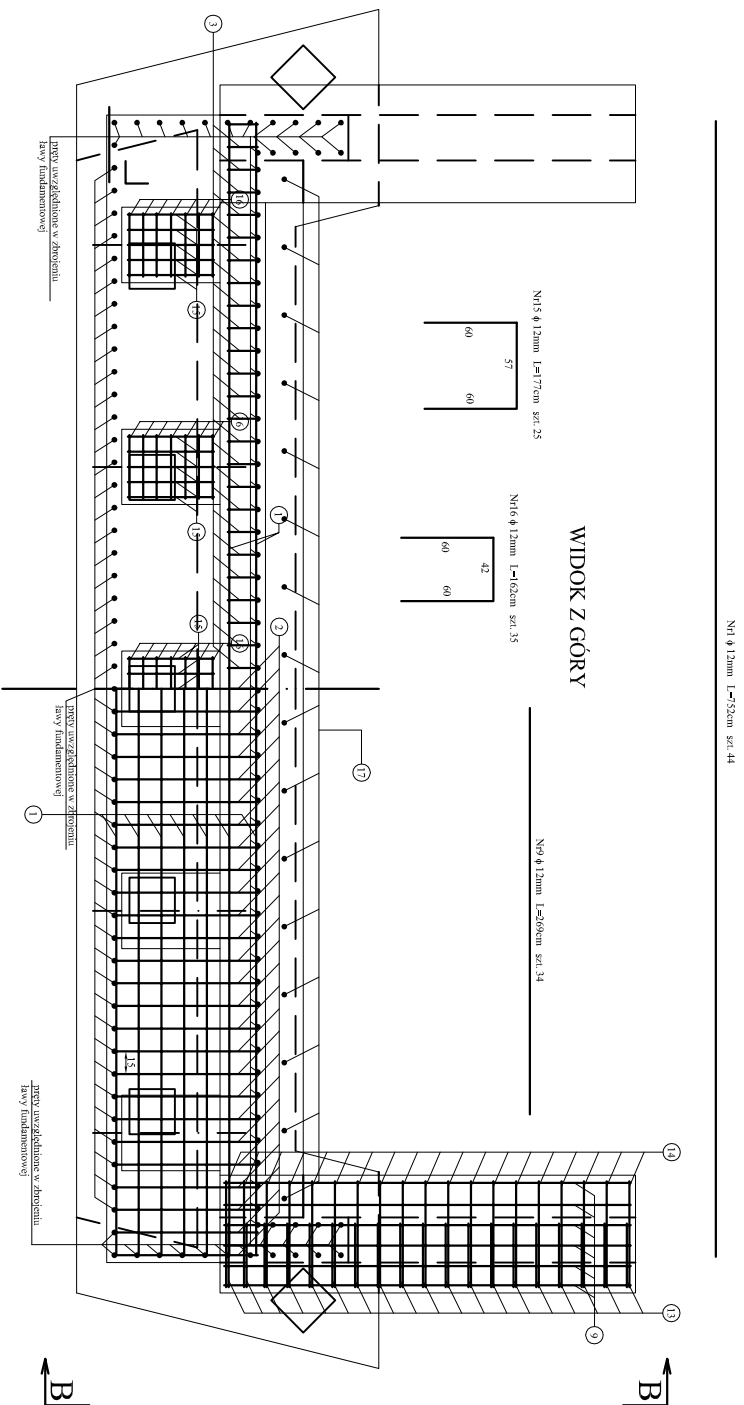 Nr1 ϕ 12mm L=752cm szt. 44
Nr15 ϕ 12mm L=177cm szt. 25
57
60
60
Nr16 ϕ 12mm L=162cm szt. 35
42
60
60
WIDOK Z GÓRY
Nr9 ϕ 12mm L=269cm szt. 34
3
16
15
6
15
1
2
15
16
17
1
15
14
13
9
pręty uwzględnione w zbrojeniu
ławy fundamentowej
pręty uwzględnione w zbrojeniu
ławy fundamentowej
pręty uwzględnione w zbrojeniu
ławy fundamentowej
B
B